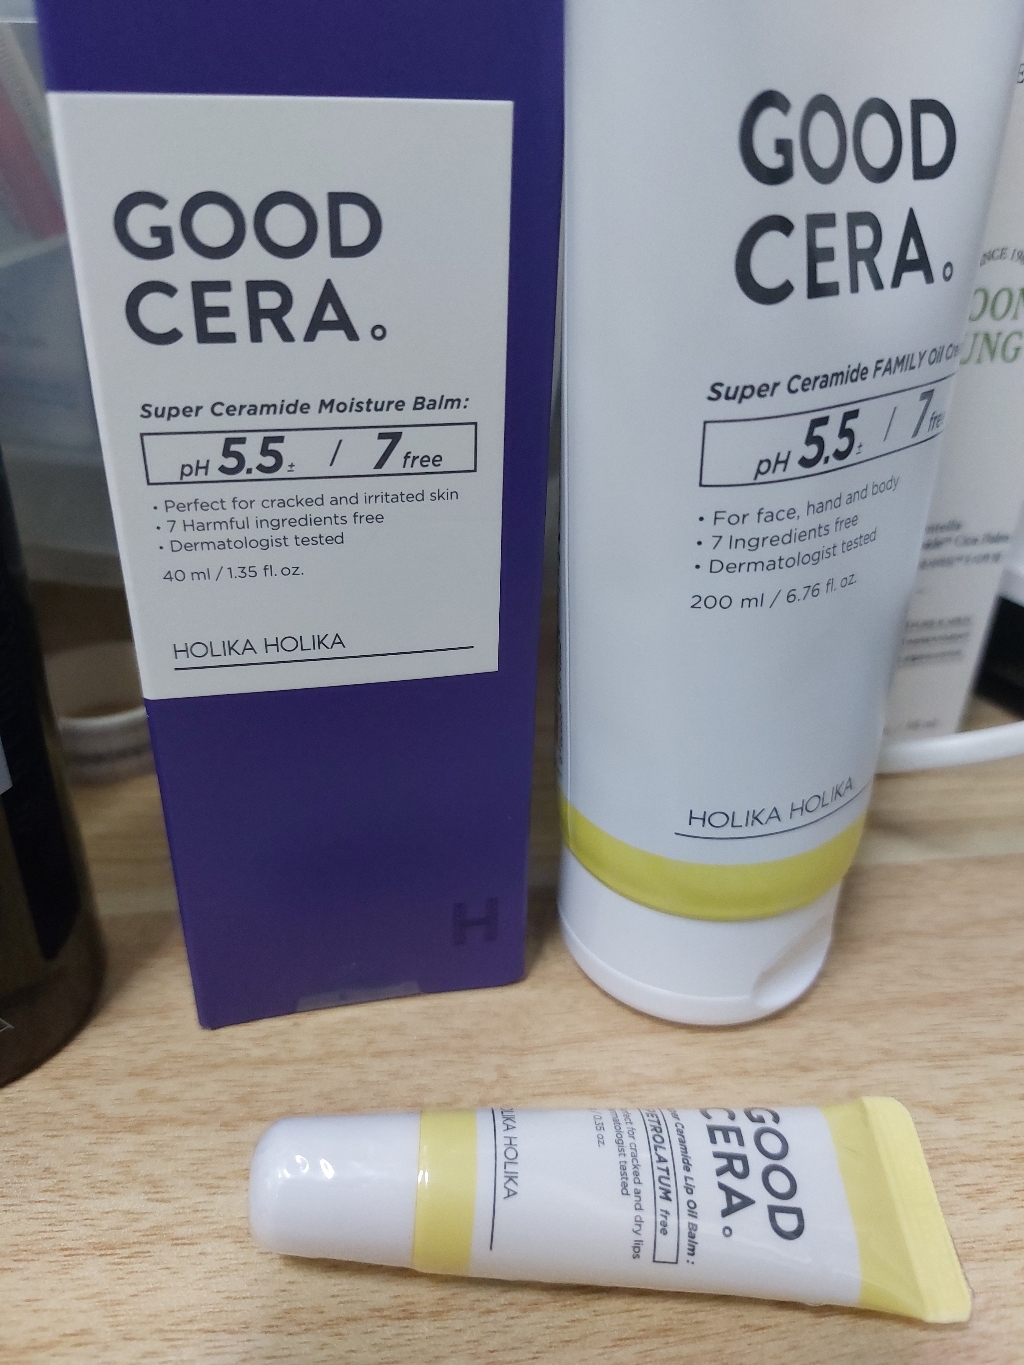 GOOD
CERA.
Super Ceramide Moisture Balm:
pH 5.5± / 7 free
• Perfect for cracked and irritated skin
• 7 Harmful ingredients free
• Dermatologist tested
40 ml / 1.35 fl. oz.
HOLIKA HOLIKA
H
GOOD
CERA.
Super Ceramide FAMILY Oil
pH 5.5± / 7 free
• For face, hand and body
• 7 Ingredients free
• Dermatologist tested
200 ml / 6.76 fl. oz.
HOLIKA HOLIKA
GOOD
CERA.
Ceramide Lip Oil Balm:
PETROLATUM free
for cracked and dry lips
tested
0.35 oz.
HOLIKA